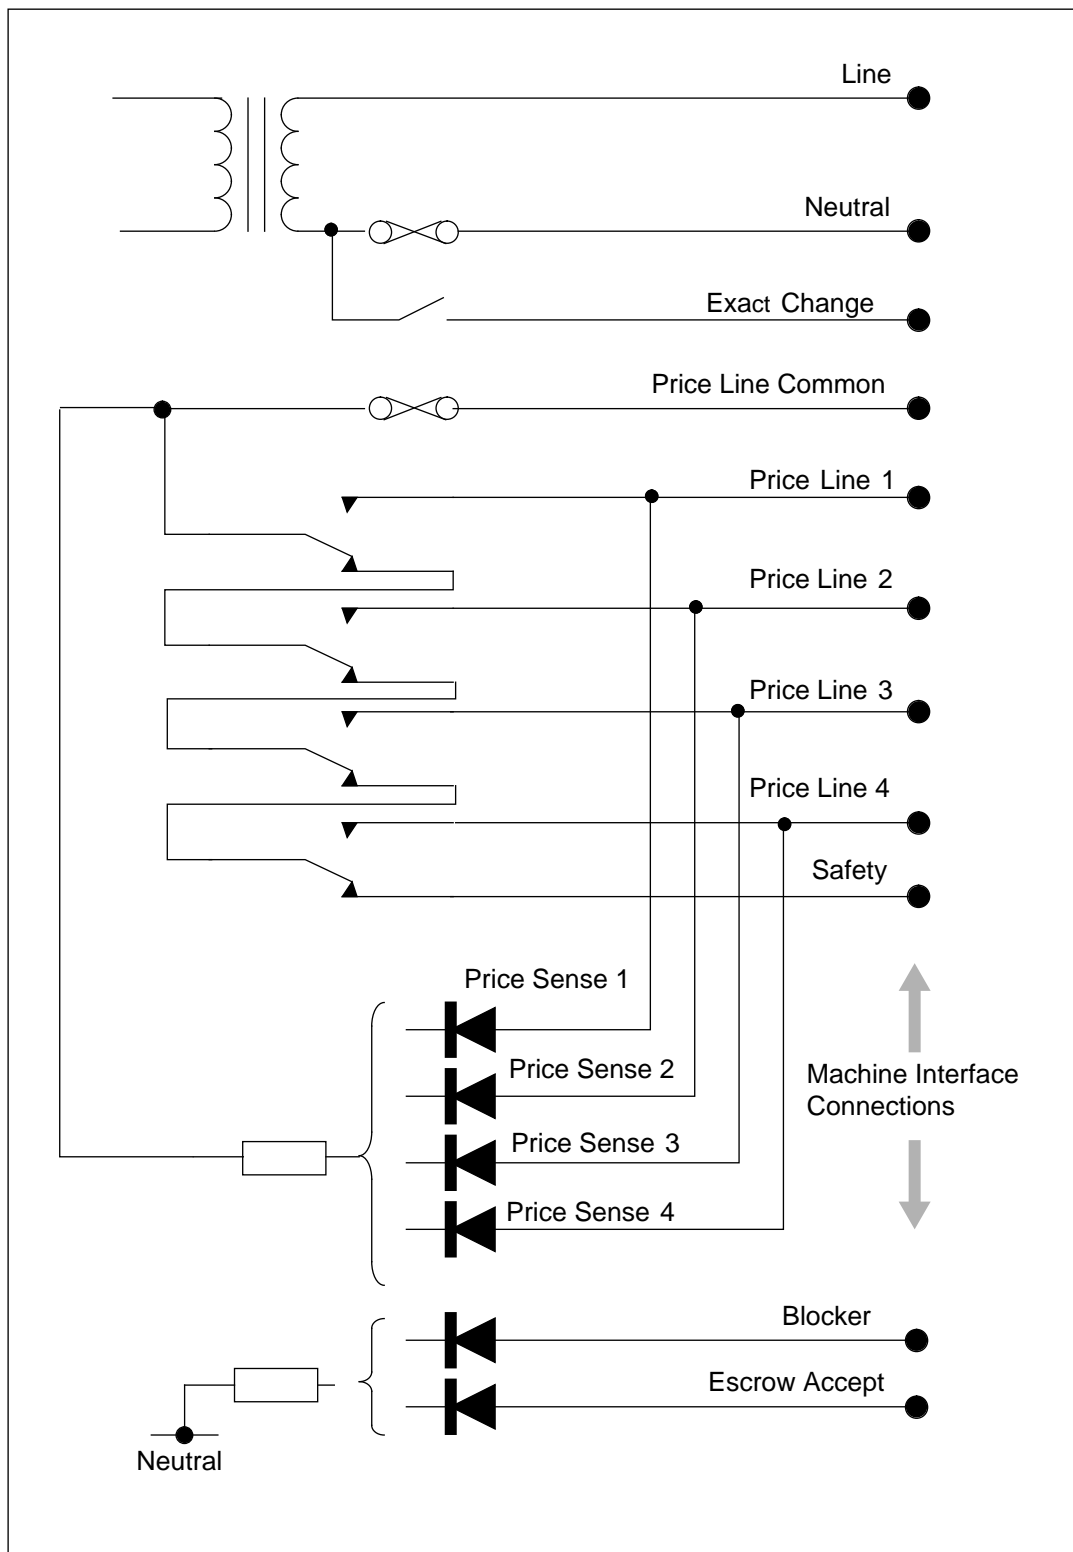 Line
Neutral
Exact Change
Price Line Common
Price Line 1
Price Line 2
Price Line 3
Price Line 4
Safety
Price Sense 1
Price Sense 2
Price Sense 3
Price Sense 4
Machine Interface
Connections
Blocker
Escrow Accept
Neutral